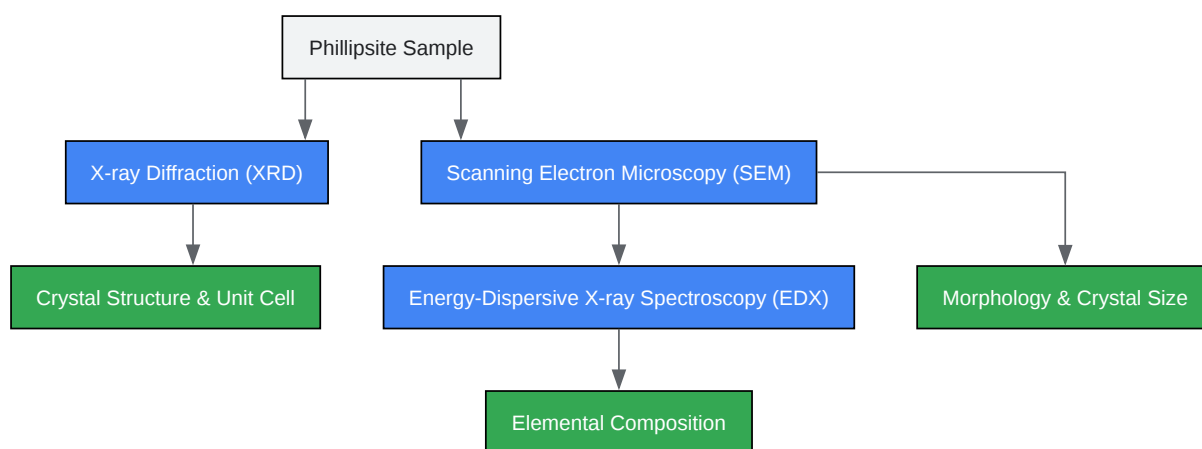 Phillipsite Sample
X-ray Diffraction (XRD)
Scanning Electron Microscopy (SEM)
Crystal Structure & Unit Cell
Energy-Dispersive X-ray Spectroscopy (EDX)
Morphology & Crystal Size
Elemental Composition